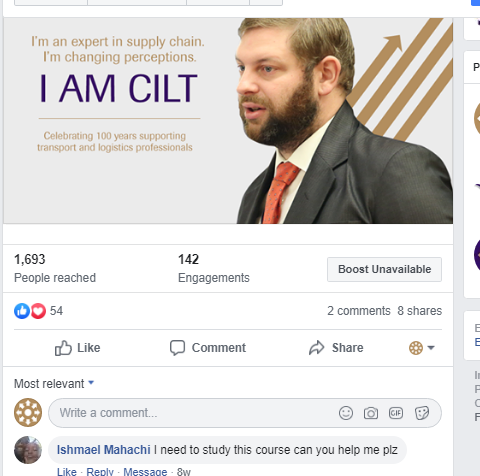 I'm an expert in supply chain.
I'm changing perceptions.
I AM CILT
Celebrating 100 years supporting
transport and logistics professionals
1,693
People reached
142
Engagements
Boost Unavailable
54
2 comments 8 shares
Like
Comment
Share
Most relevant
Write a comment...
GIF
Ishmael Mahachi I need to study this course can you help me plz
Like · Reply · Message · 8w